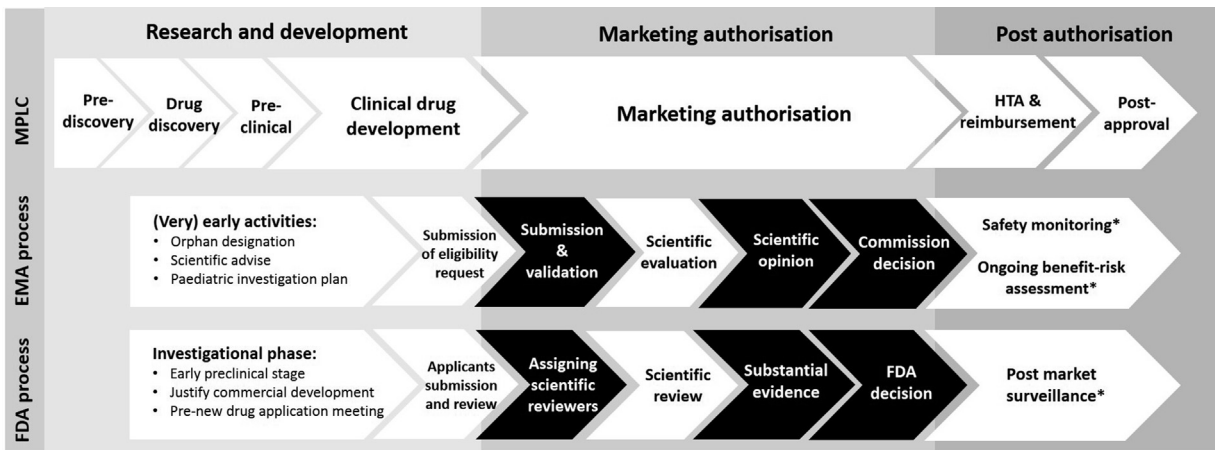 Research and development
Marketing authorisation
Post authorisation
MPLC
Pre-
discovery
Drug
discovery
Pre-
clinical
Clinical drug
development
Marketing authorisation
HTA &
reimbursement
Post-
approval
EMA process
(Very) early activities:
• Orphan designation
• Scientific advise
• Paediatric investigation plan
Submission
of eligibility
request
Submission
&
validation
Scientific
evaluation
Scientific
opinion
Commission
decision
Safety monitoring*
Ongoing benefit-risk
assessment*
FDA process
Investigational phase:
• Early preclinical stage
• Justify commercial development
• Pre-new drug application meeting
Applicants
submission
and review
Assigning
scientific
reviewers
Scientific
review
Substantial
evidence
FDA
decision
Post market
surveillance*